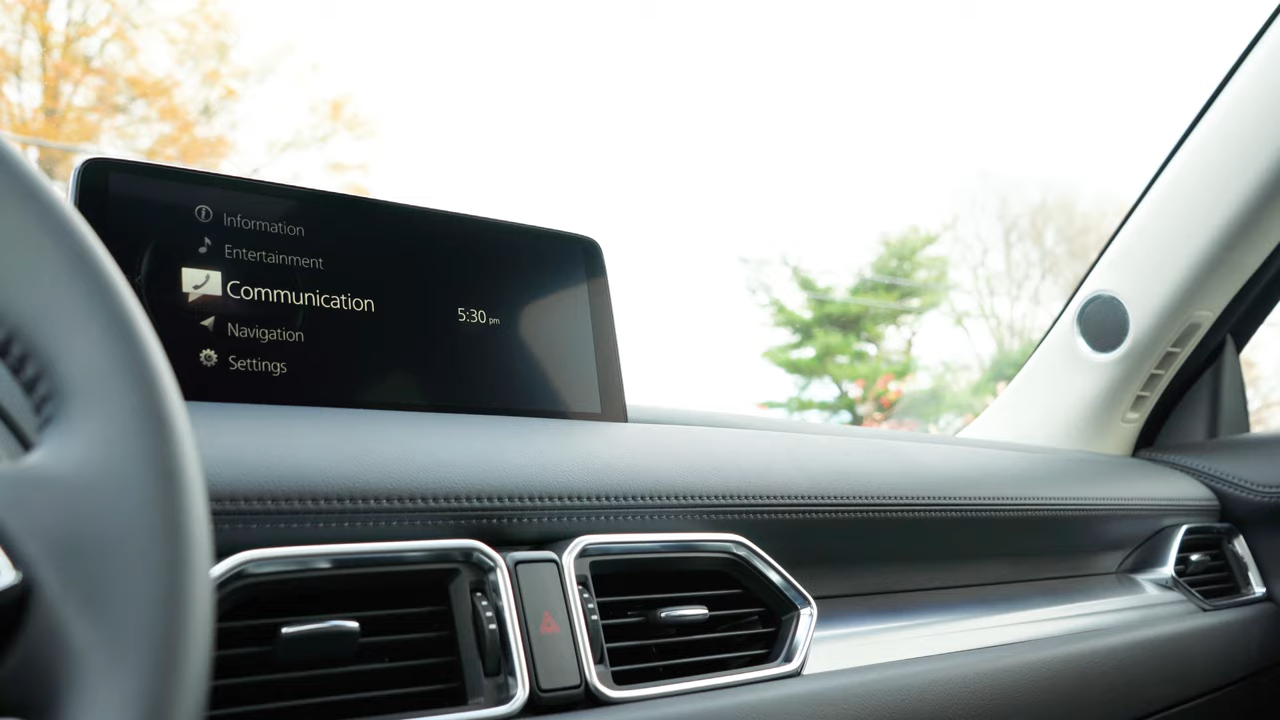 Information
Entertainment
Communication
5:30 pm
Navigation
Settings